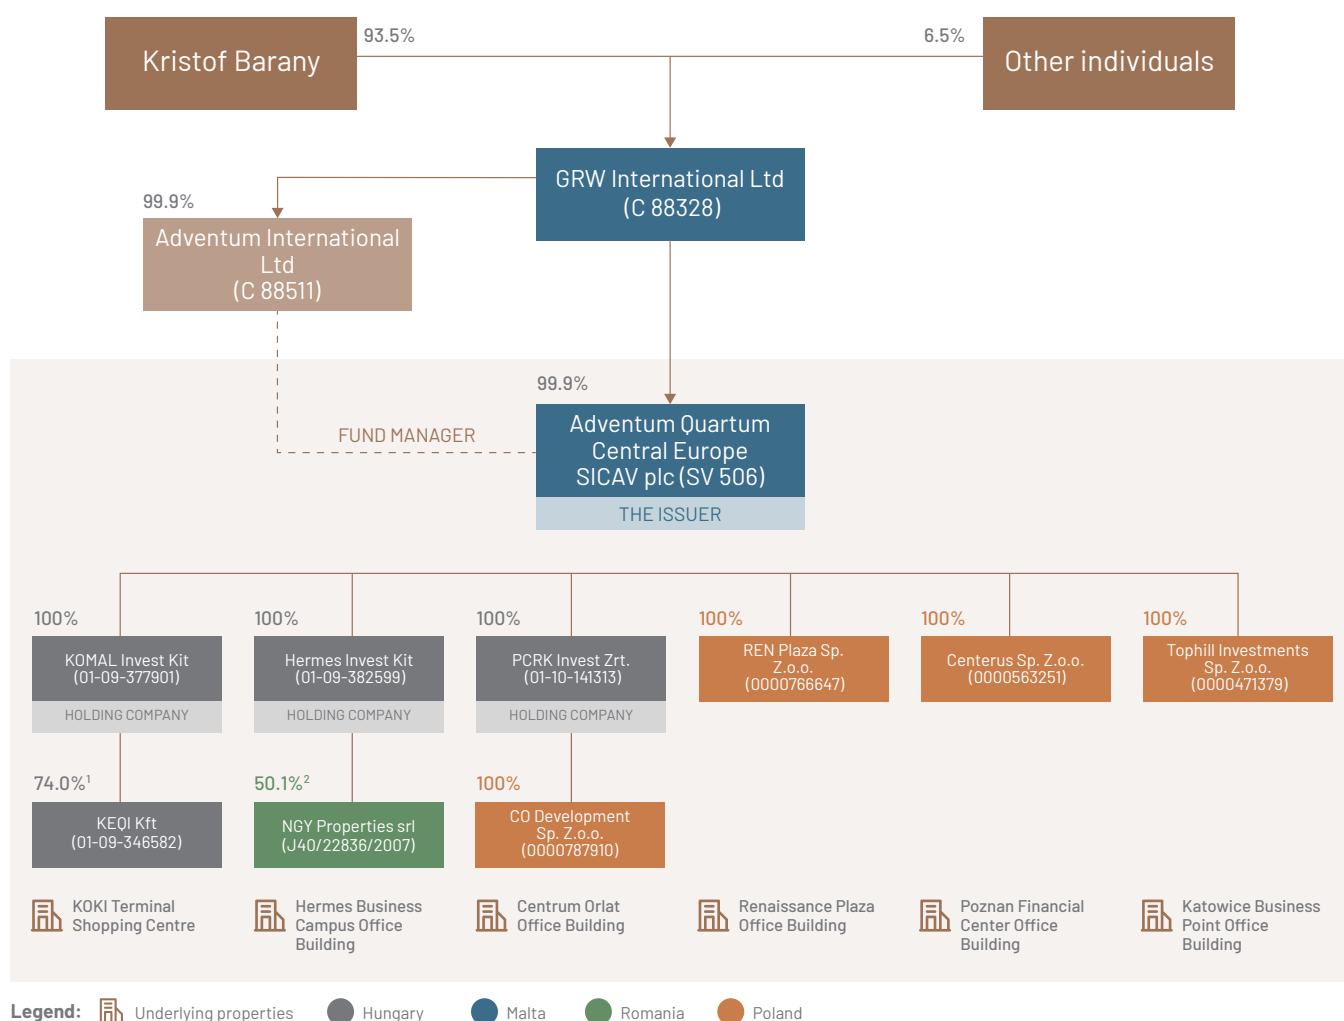 Kristof Barany
93.5%
6.5%
Other individuals
GRW International Ltd
(C 88328)
99.9%
Adventum International
Ltd
(C 88511)
99.9%
FUND MANAGER
Adventum Quartum
Central Europe
SICAV plc (SV 506)
THE ISSUER
100%
100%
100%
100%
100%
100%
KOMAL Invest Kit
(01-09-377901)
HOLDING COMPANY
Hermes Invest Kit
(01-09-382599)
HOLDING COMPANY
PCRK Invest Zrt.
(01-10-141313)
HOLDING COMPANY
REN Plaza Sp.
Z.o.o.
(0000766647)
Centerus Sp. Z.o.o.
(0000563251)
Tophill Investments
Sp. Z.o.o.
(0000471379)
74.0%¹
50.1%²
100%
KEQI Kft
(01-09-346582)
NGY Properties srl
(J40/22836/2007)
CO Development
Sp. Z.o.o.
(0000787910)
KOKI Terminal
Shopping Centre
Hermes Business
Campus Office
Building
Centrum Orlat
Office Building
Renaissance Plaza
Office Building
Poznan Financial
Center Office
Building
Katowice Business
Point Office
Building
Legend:
Underlying properties
Hungary
Malta
Romania
Poland